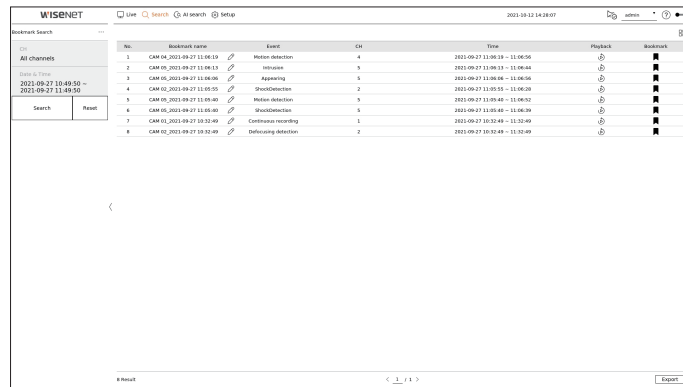 WISENET
Live Search AI search Setup 2021-10-12 14:28:07 admin
Bookmark Search
CH
All channels
Date & Time
2021-09-27 10:49:50 ~
2021-09-27 11:49:50
Search Reset
No. Bookmark name Event CH Time Playback Bookmark
1 CAM 04_2021-09-27 11:06:19 Motion detection 4 2021-09-27 11:06:19 ~ 11:06:56
2 CAM 05_2021-09-27 11:06:13 Intrusion 5 2021-09-27 11:06:13 ~ 11:06:44
3 CAM 05_2021-09-27 11:06:06 Appearing 5 2021-09-27 11:06:06 ~ 11:06:56
4 CAM 02_2021-09-27 11:05:55 ShockDetection 2 2021-09-27 11:05:55 ~ 11:06:28
5 CAM 05_2021-09-27 11:05:40 Motion detection 5 2021-09-27 11:05:40 ~ 11:06:52
6 CAM 05_2021-09-27 11:05:40 ShockDetection 5 2021-09-27 11:05:40 ~ 11:06:39
7 CAM 01_2021-09-27 10:32:49 Continuous recording 1 2021-09-27 10:32:49 ~ 11:32:49
8 CAM 02_2021-09-27 10:32:49 Defocusing detection 2 2021-09-27 10:32:49 ~ 11:32:49
8 Result < 1 / 1 > Export